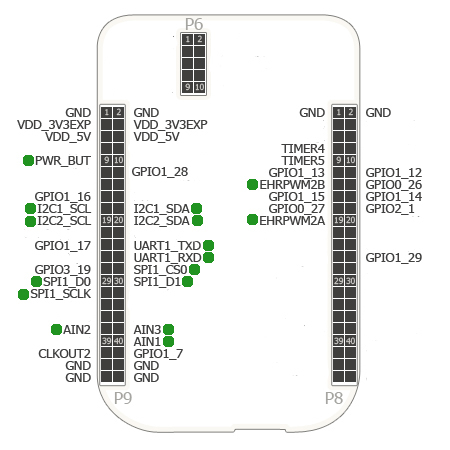 P6
1 2
9 10
GND 1 2 GND GND 1 2 GND
VDD_3V3EXP VDD_3V3EXP
VDD_5V VDD_5V
TIMER4
PWR_BUT 9 10 TIMER5 9 10
GPIO1_28 GPIO1_13 GPIO1_12
EHRPWM2B GPIO0_26
GPIO1_16 GPIO1_15 GPIO1_14
I2C1_SCL I2C1_SDA GPIO0_27 GPIO2_1
I2C2_SCL 19 20 I2C2_SDA EHRPWM2A 19 20
GPIO1_17 UART1_TXD
UART1_RXD GPIO1_29
GPIO3_19 SPI1_CS0
SPI1_D0 29 30 SPI1_D1 29 30
SPI1_SCLK
AIN2 AIN3
39 40 AIN1 39 40
CLKOUT2 GPIO1_7
GND GND
GND GND
P9 P8